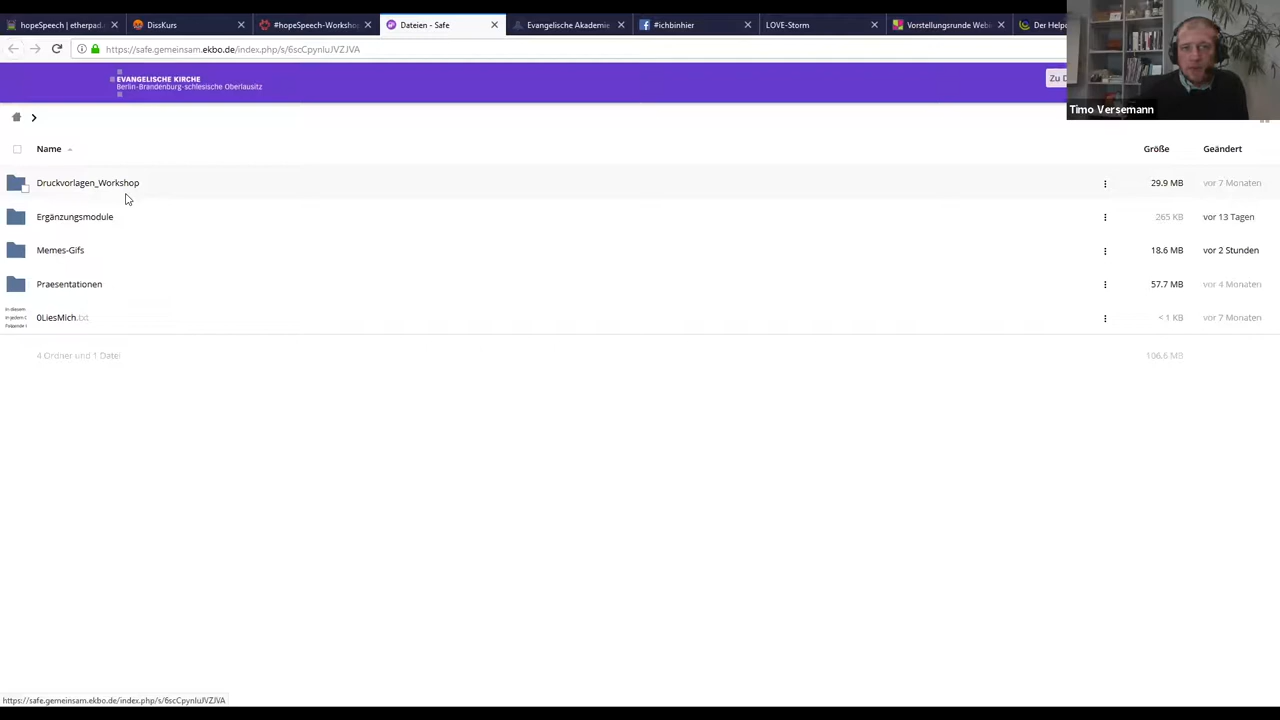 hopeSpeech | etherpad.
DissKurs
#hopeSpeech-Workshop
Dateien - Safe
Evangelische Akademie
#ichbinhier
LOVE-Storm
Vorstellungsrunde Web
Der Help
https://safe.gemeinsam.ekbo.de/index.php/s/6scCpynluJVZJVA
EVANGELISCHE KIRCHE
Berlin-Brandenburg-schlesische Oberlausitz
Zu D
Timo Versemann
Name
Größe
Geändert
Druckvorlagen_Workshop
29.9 MB
vor 7 Monaten
Ergänzungsmodule
265 KB
vor 13 Tagen
Memes-Gifs
18.6 MB
vor 2 Stunden
Praesentationen
57.7 MB
vor 4 Monaten
0LiesMich.txt
< 1 KB
vor 7 Monaten
4 Ordner und 1 Datei
106.6 MB
https://safe.gemeinsam.ekbo.de/index.php/s/6scCpynluJVZJVA